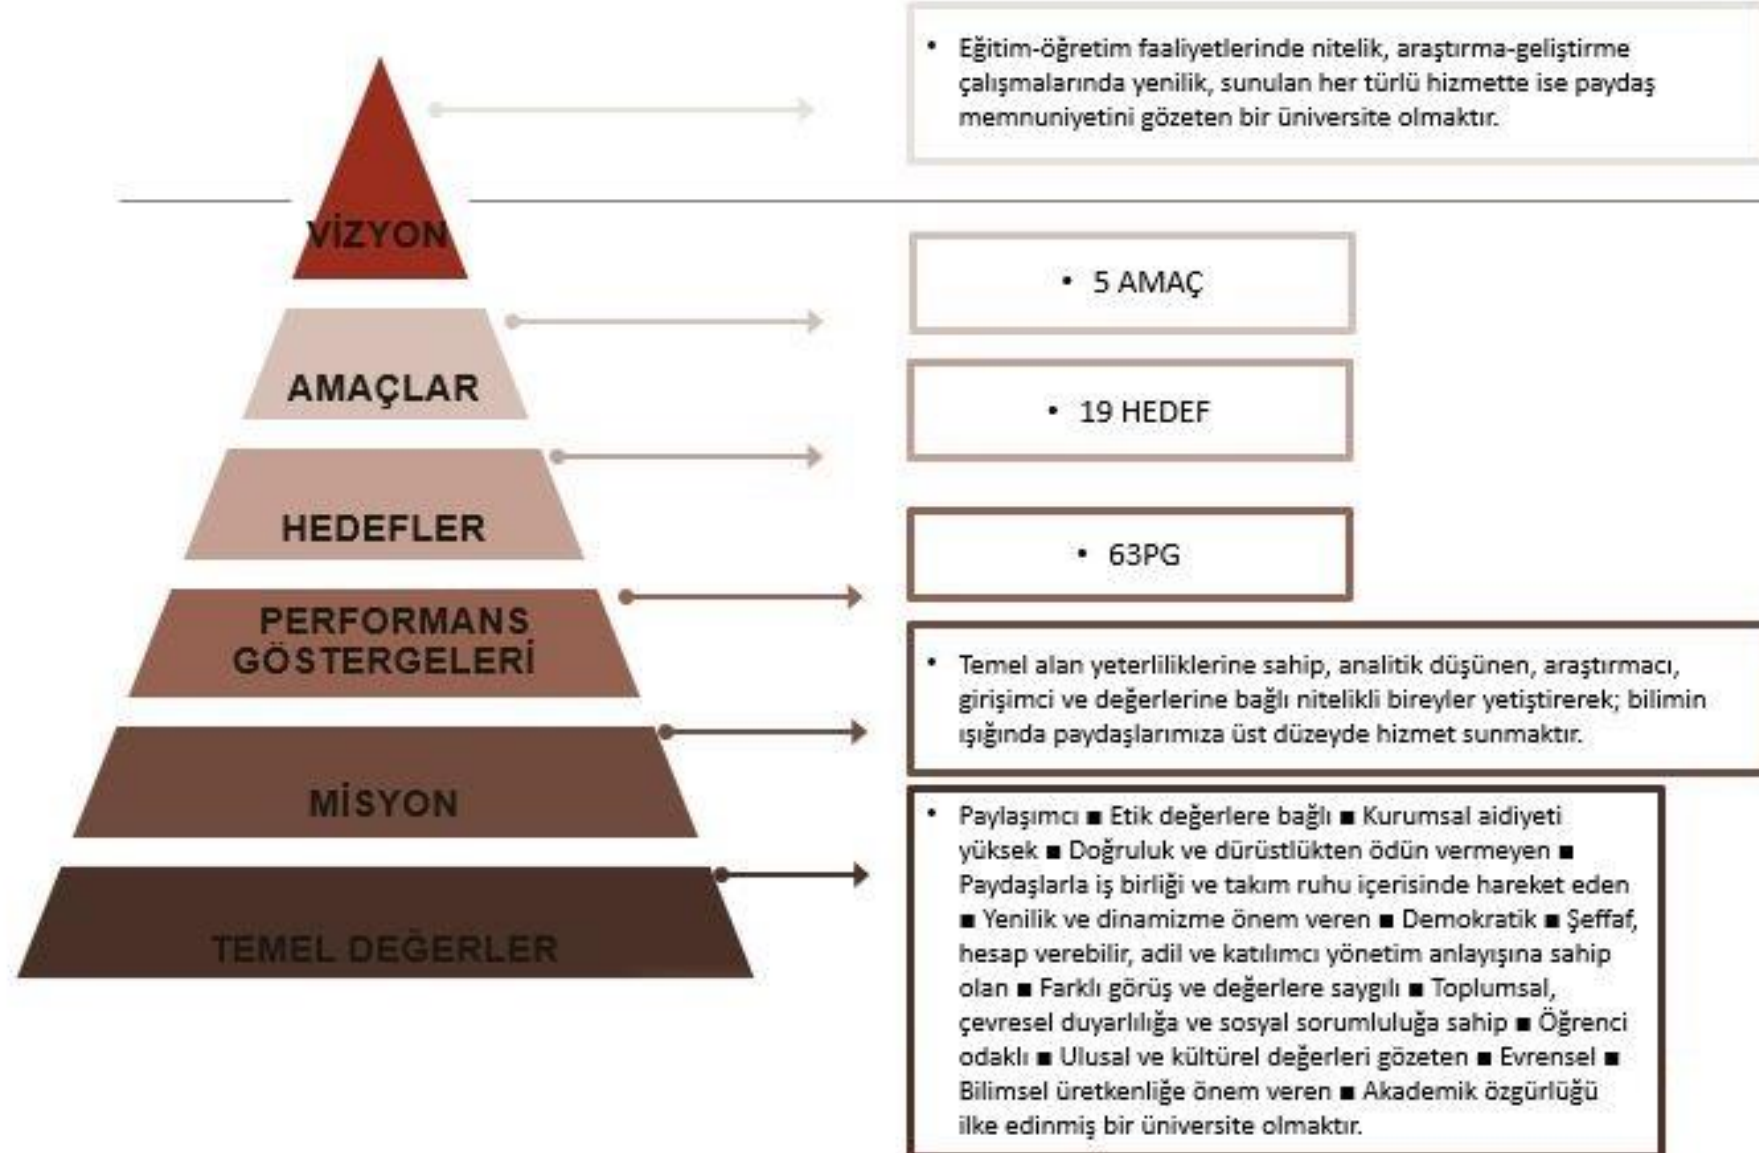 VİZYON
• Eğitim-öğretim faaliyetlerinde nitelik, araştırma-geliştirme
çalışmalarında yenilik, sunulan her türlü hizmette ise paydaş
memnuniyetini gözeten bir üniversite olmaktır.
AMAÇLAR
• 5 AMAÇ
HEDEFLER
• 19 HEDEF
PERFORMANS
GÖSTERGELERİ
• 63PG
MİSYON
• Temel alan yeterliliklerine sahip, analitik düşünen, araştırmacı,
girişimci ve değerlerine bağlı nitelikli bireyler yetiştirerek; bilimin
ışığında paydaşlarımıza üst düzeyde hizmet sunmaktır.
TEMEL DEĞERLER
• Paylaşımcı ■ Etik değerlere bağlı ■ Kurumsal aidiyeti
yüksek ■ Doğruluk ve dürüstlükten ödün vermeyen ■
Paydaşlarla iş birliği ve takım ruhu içerisinde hareket eden
■ Yenilik ve dinamizme önem veren ■ Demokratik ■ Şeffaf,
hesap verebilir, adil ve katılımcı yönetim anlayışına sahip
olan ■ Farklı görüş ve değerlere saygılı ■ Toplumsal,
çevresel duyarlılığa ve sosyal sorumluluğa sahip ■ Öğrenci
odaklı ■ Ulusal ve kültürel değerleri gözeten ■ Evrensel ■
Bilimsel üretkenliğe önem veren ■ Akademik özgürlüğü
ilke edinmiş bir üniversite olmaktır.